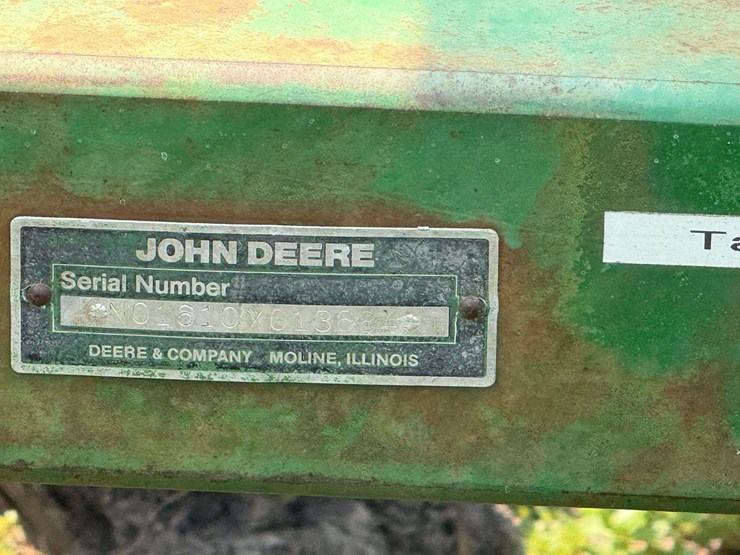 JOHN DEERE
Serial Number
DEERE & COMPANY MOLINE, ILLINOIS